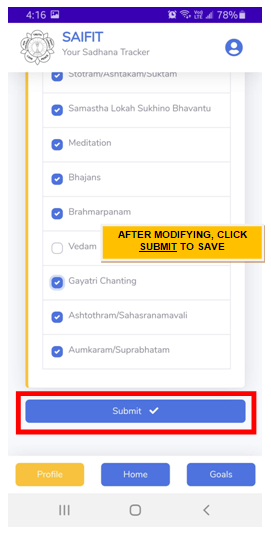 4:16
78%
SAIFIT
Your Sadhana Tracker
Stotram/Ashtakam/Suktam
Samastha Lokah Sukhino Bhavantu
Meditation
Bhajans
Brahmarpanam
AFTER MODIFYING, CLICK
SUBMIT TO SAVE
Vedam
Gayatri Chanting
Ashtothram/Sahasranamavali
Aumkaram/Suprabhatam
Submit
Profile
Home
Goals